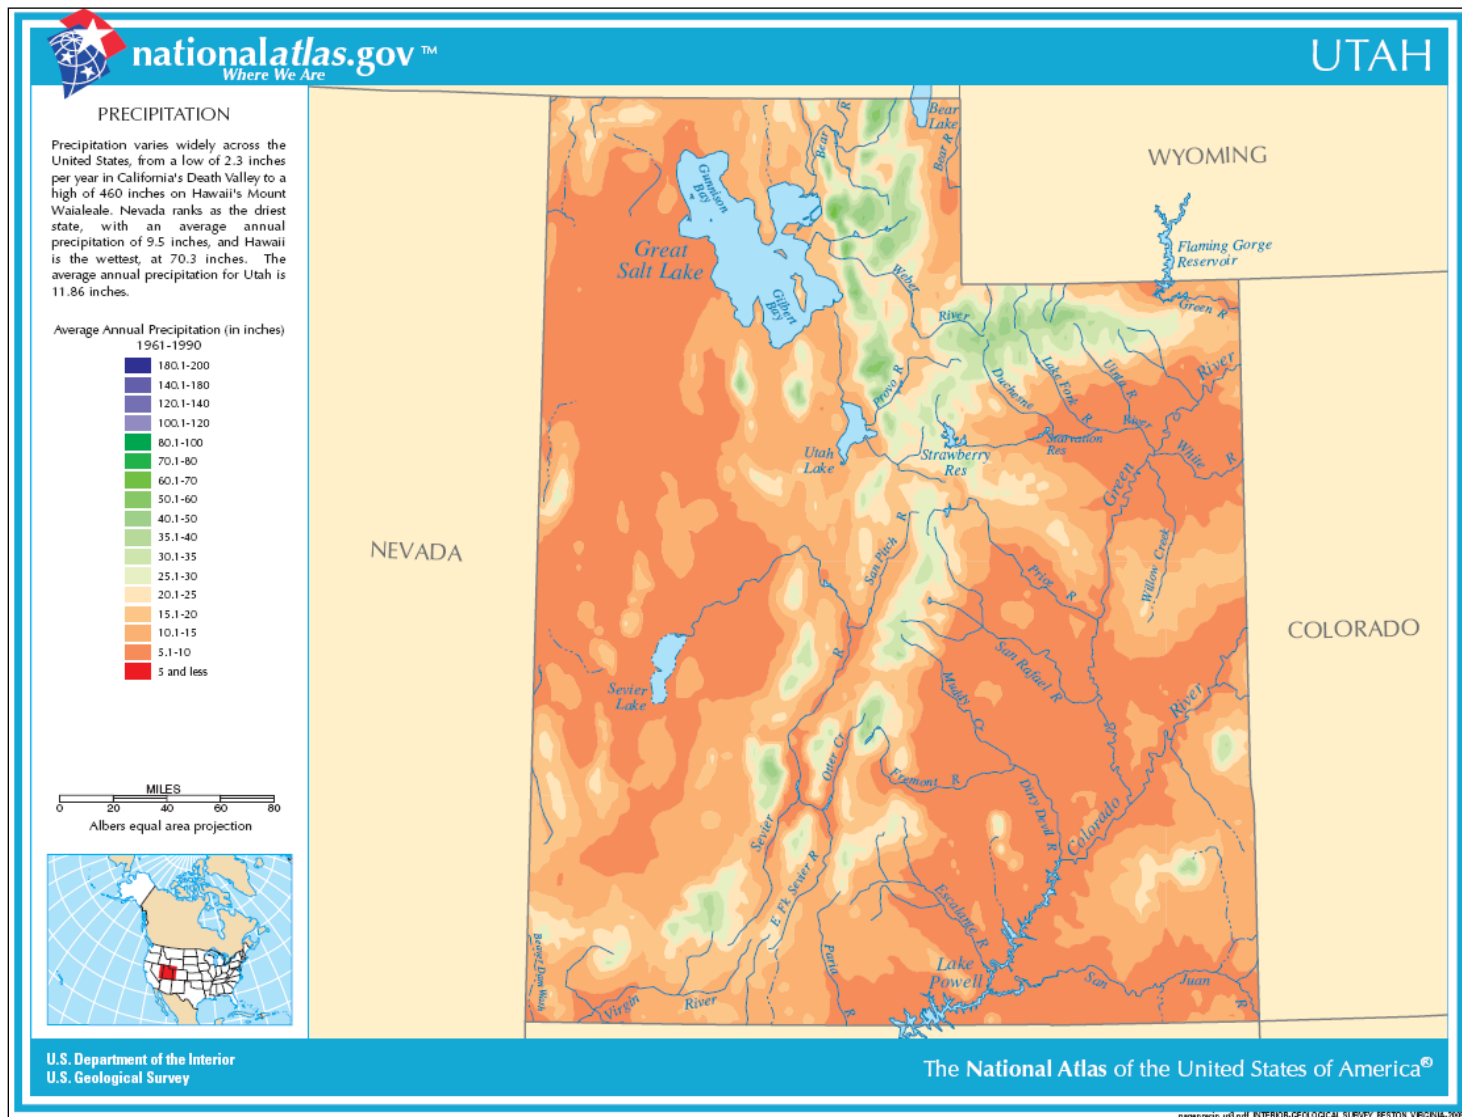 nationalatlas.gov ™
Where We Are
UTAH
PRECIPITATION
Precipitation varies widely across the
United States, from a low of 2.3 inches
per year in California's Death Valley to a
high of 460 inches on Hawaii's Mount
Waialeale. Nevada ranks as the driest
state, with an average annual
precipitation of 9.5 inches, and Hawaii
is the wettest, at 70.3 inches. The
average annual precipitation for Utah is
11.86 inches.
Average Annual Precipitation (in inches)
1961-1990
180.1-200
140.1-180
120.1-140
100.1-120
80.1-100
70.1-80
60.1-70
50.1-60
40.1-50
35.1-40
30.1-35
25.1-30
20.1-25
15.1-20
10.1-15
5.1-10
5 and less
MILES
0 20 40 60 80
Albers equal area projection
Bear R
Bear
Lake
Bear R
WYOMING
Gunnison
Bay
Great
Salt Lake
Gilbert
Bay
Weber
River
Flaming Gorge
Reservoir
Green R
Provo R
Duchesne
River
Lake Fork R
Uinta R
River
Green
White R
Utah
Lake
Strawberry
Res
Starvation
Res
NEVADA
San Pitch R
Price R
Willow Creek
COLORADO
Sevier
Lake
R
San Rafael R
Muddy Cr
R
River
Otter Cr
Fremont R
Dirty Devil R
Colorado
Sevier
E Fk Sevier R
Escalante R
Beaver Dam Wash
Paria
R
Virgin
River
Lake
Powell
San
Juan
R
U.S. Department of the Interior
U.S. Geological Survey
The National Atlas of the United States of America®